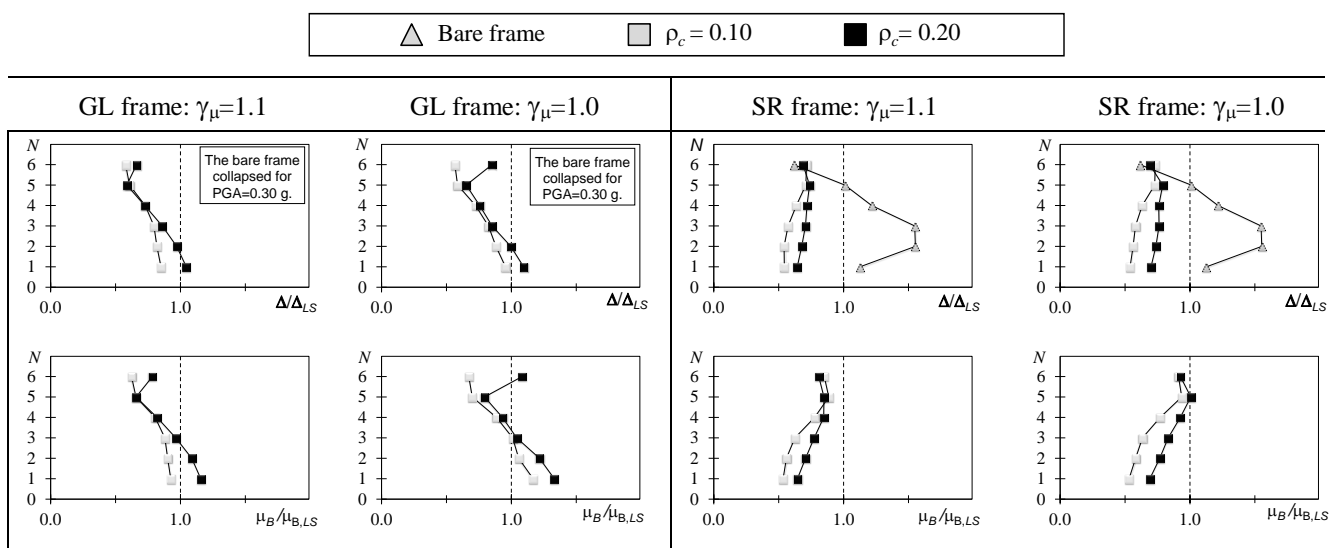 Bare frame ρc = 0.10 ρc = 0.20
GL frame: γμ=1.1 GL frame: γμ=1.0 SR frame: γμ=1.1 SR frame: γμ=1.0
N
6
5
4
3
2
1
0
0.0 1.0 Δ/ΔLS
The bare frame
collapsed for
PGA=0.30 g.
N
6
5
4
3
2
1
0
0.0 1.0 Δ/ΔLS
The bare frame
collapsed for
PGA=0.30 g.
N
6
5
4
3
2
1
0
0.0 1.0 Δ/ΔLS
N
6
5
4
3
2
1
0
0.0 1.0 Δ/ΔLS
N
6
5
4
3
2
1
0
0.0 1.0 μB/μB,LS
N
6
5
4
3
2
1
0
0.0 1.0 μB/μB,LS
N
6
5
4
3
2
1
0
0.0 1.0 μB/μB,LS
N
6
5
4
3
2
1
0
0.0 1.0 μB/μB,LS